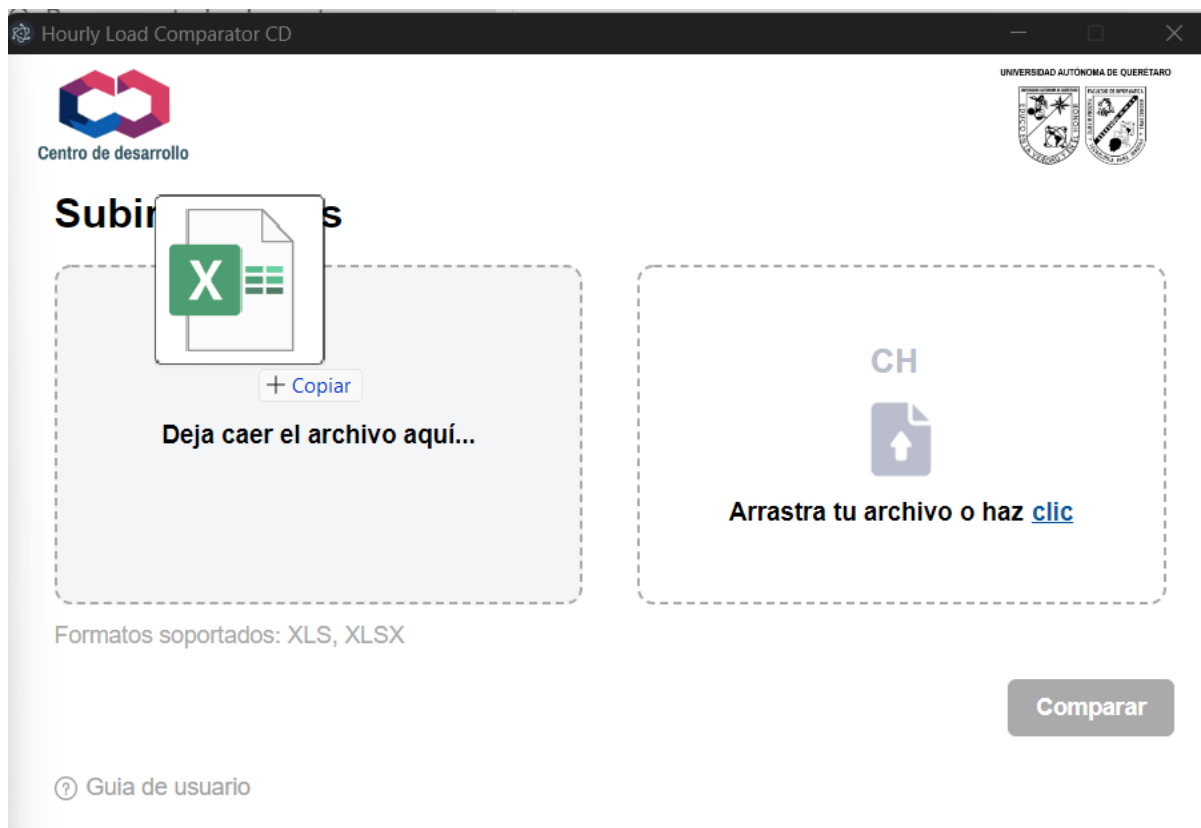 Hourly Load Comparator CD
UNIVERSIDAD AUTÓNOMA DE QUERÉTARO
Centro de desarrollo
X
+ Copiar
Deja caer el archivo aquí...
CH
Arrastra tu archivo o haz clic
Formatos soportados: XLS, XLSX
Comparar
? Guia de usuario